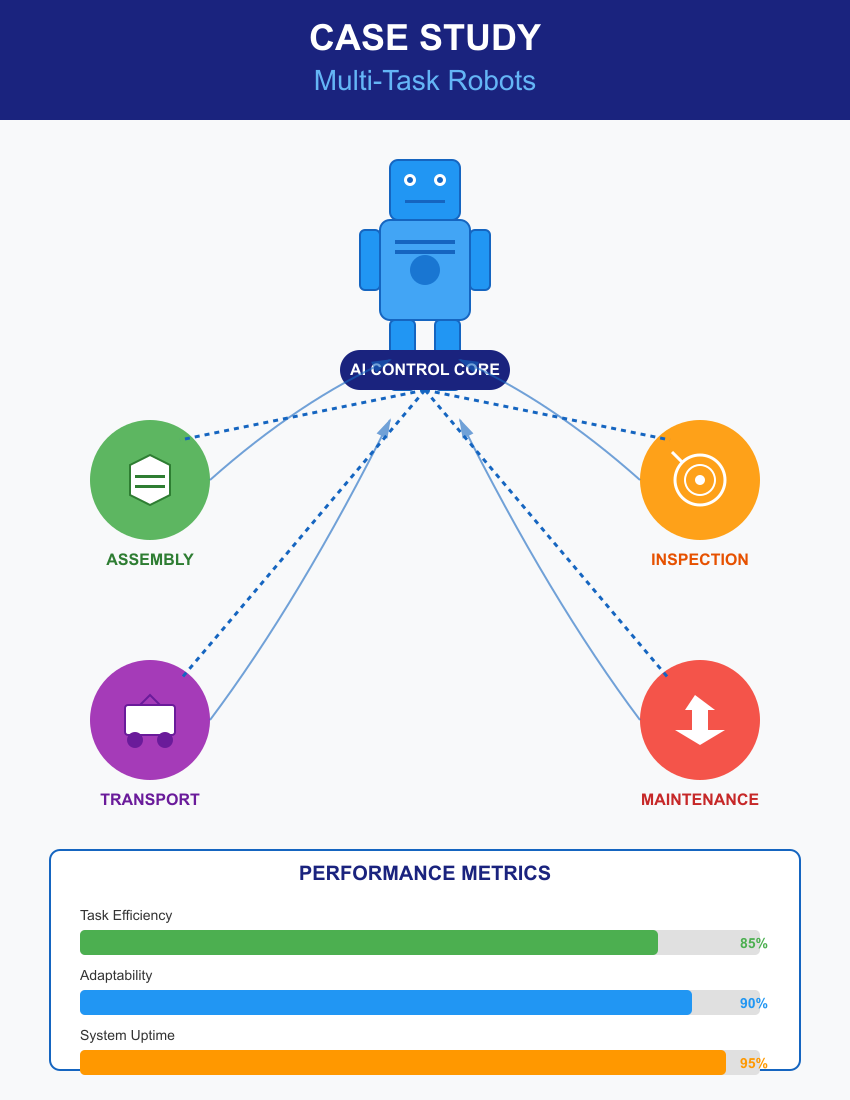 CASE STUDY
Multi-Task Robots
AI CONTROL CORE
ASSEMBLY
INSPECTION
TRANSPORT
MAINTENANCE
PERFORMANCE METRICS
Task Efficiency
85%
Adaptability
90%
System Uptime
95%